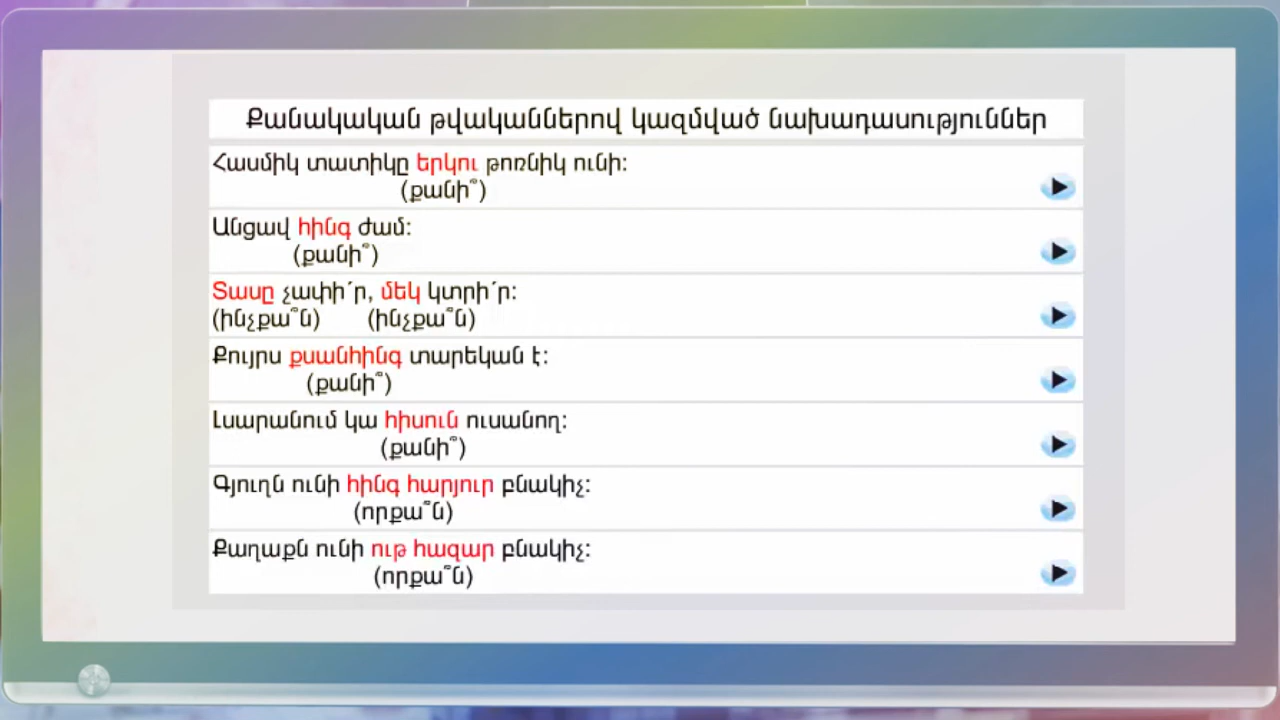 Քանակական թվականներով կազմված նախադասություններ
Հասմիկ տատիկը երկու թոռնիկ ունի:
(քանի՞)
Անցավ հինգ ժամ:
(քանի՞)
Տասը չափի՛ր, մեկ կտրի՛ր:
(ինչքա՞ն) (ինչքա՞ն)
Քույրս քսանհինգ տարեկան է:
(քանի՞)
Լսարանում կա հիսուն ուսանող:
(քանի՞)
Գյուղն ունի հինգ հարյուր բնակիչ:
(որքա՞ն)
Քաղաքն ունի ութ հազար բնակիչ:
(որքա՞ն)